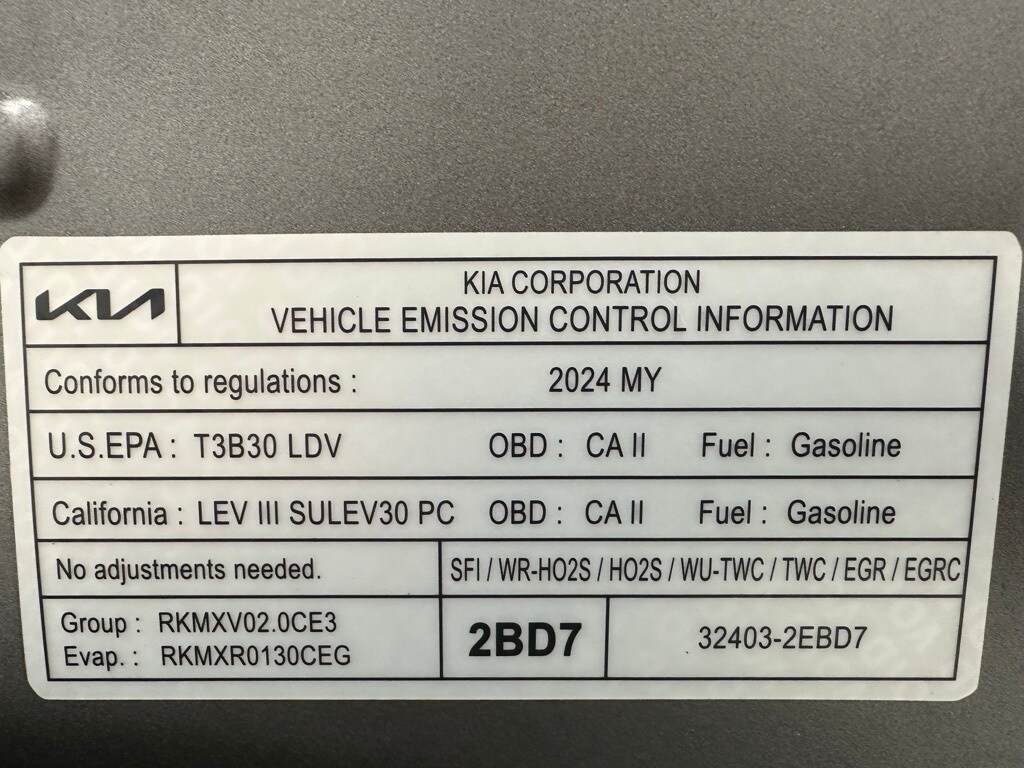 KIA
KIA CORPORATION
VEHICLE EMISSION CONTROL INFORMATION
Conforms to regulations : 2024 MY
U.S.EPA : T3B30 LDV OBD : CA II Fuel : Gasoline
California : LEV III SULEV30 PC OBD : CA II Fuel : Gasoline
No adjustments needed. SFI / WR-HO2S / HO2S / WU-TWC / TWC / EGR / EGRC
Group : RKMXV02.0CE3
Evap. : RKMXR0130CEG
2BD7
32403-2EBD7